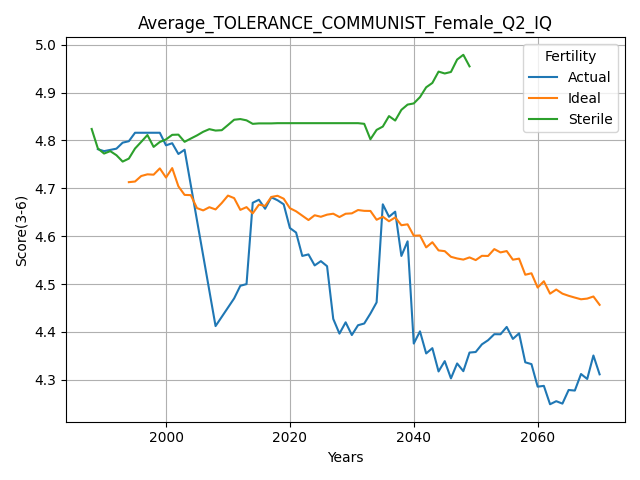 Average_TOLERANCE_COMMUNIST_Female_Q2_IQ
Score(3-6)
5.0
4.9
4.8
4.7
4.6
4.5
4.4
4.3
Fertility
Actual
Ideal
Sterile
2000
2020
2040
2060
Years